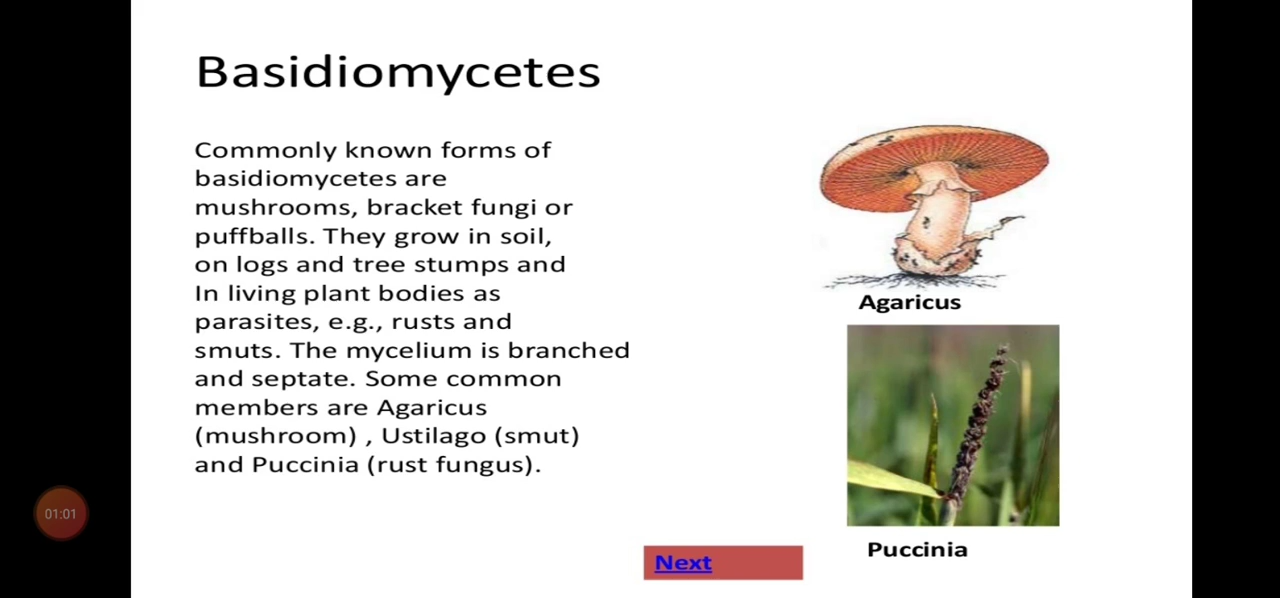 Basidiomycetes
Commonly known forms of
basidiomycetes are
mushrooms, bracket fungi or
puffballs. They grow in soil,
on logs and tree stumps and
In living plant bodies as
parasites, e.g., rusts and
smuts. The mycelium is branched
and septate. Some common
members are Agaricus
(mushroom) , Ustilago (smut)
and Puccinia (rust fungus).
Agaricus
Puccinia
Next
01:01